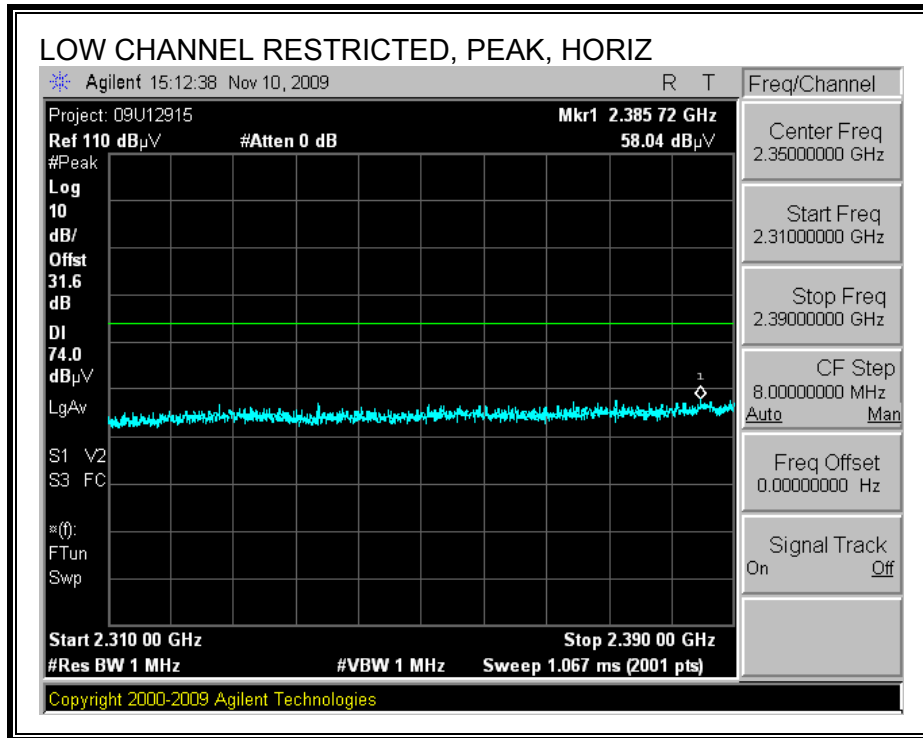 LOW CHANNEL RESTRICTED, PEAK, HORIZ
Agilent 15:12:38 Nov 10, 2009 R T
Freq/Channel
Project: 09U12915 Mkr1 2.385 72 GHz
Ref 110 dBµV #Atten 0 dB 58.04 dBµV
#Peak
Log
10
dB/
Offst
31.6
dB
DI
74.0
dBµV
LgAv
S1 V2
S3 FC
¤(f):
FTun
Swp
1
Start 2.310 00 GHz Stop 2.390 00 GHz
#Res BW 1 MHz #VBW 1 MHz Sweep 1.067 ms (2001 pts)
Center Freq
2.35000000 GHz
Start Freq
2.31000000 GHz
Stop Freq
2.39000000 GHz
CF Step
8.00000000 MHz
Auto Man
Freq Offset
0.00000000 Hz
Signal Track
On Off
Copyright 2000-2009 Agilent Technologies